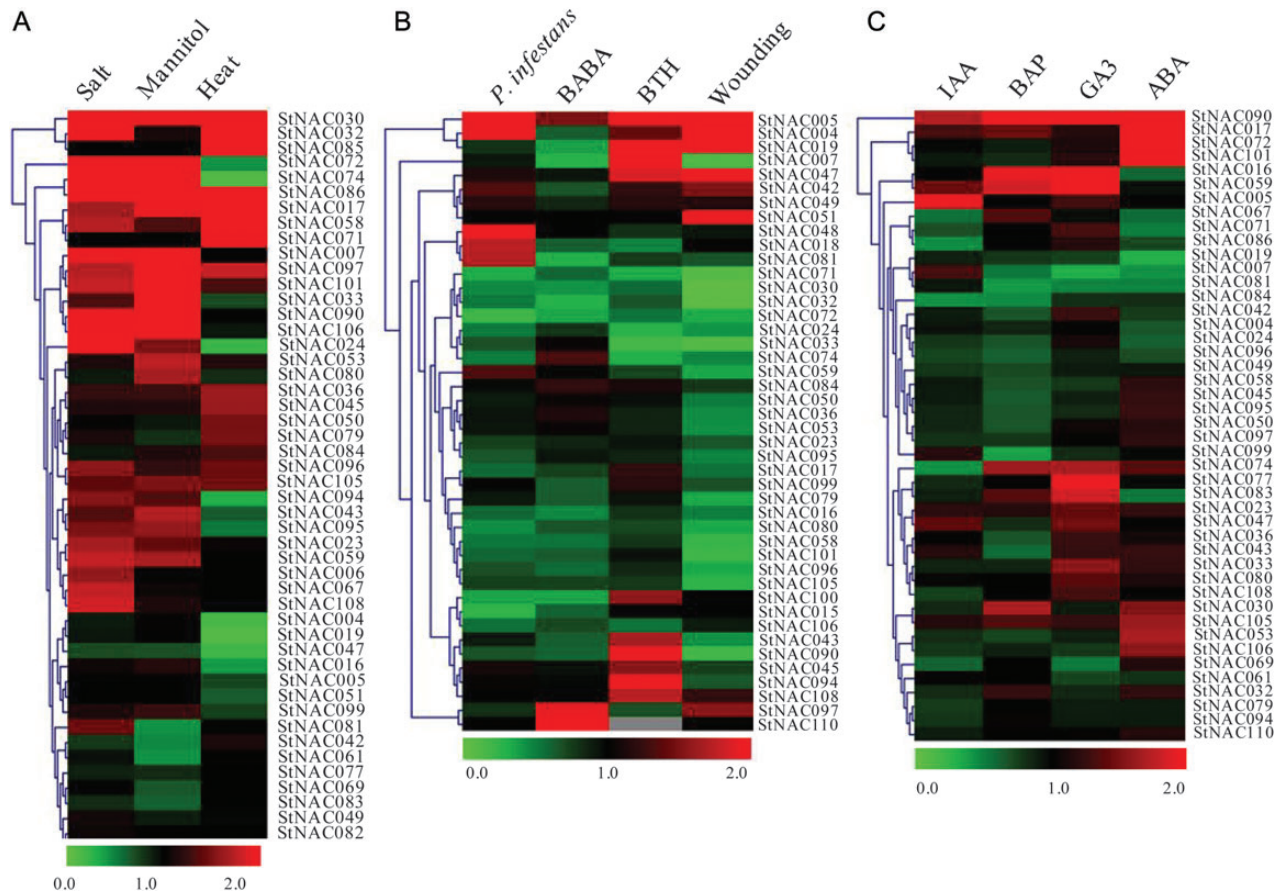 A
Salt
Mannitol
Heat
StNAC030
StNAC032
StNAC085
StNAC072
StNAC074
StNAC086
StNAC017
StNAC058
StNAC071
StNAC007
StNAC097
StNAC101
StNAC033
StNAC090
StNAC106
StNAC024
StNAC053
StNAC080
StNAC036
StNAC045
StNAC050
StNAC079
StNAC084
StNAC096
StNAC105
StNAC094
StNAC043
StNAC095
StNAC023
StNAC059
StNAC006
StNAC067
StNAC108
StNAC004
StNAC019
StNAC047
StNAC016
StNAC005
StNAC051
StNAC099
StNAC081
StNAC042
StNAC061
StNAC077
StNAC069
StNAC083
StNAC049
StNAC082
0.0 1.0 2.0
B
P. infestans
BABA
BTH
Wounding
StNAC005
StNAC004
StNAC019
StNAC007
StNAC047
StNAC042
StNAC049
StNAC051
StNAC048
StNAC018
StNAC081
StNAC071
StNAC030
StNAC032
StNAC072
StNAC024
StNAC033
StNAC074
StNAC059
StNAC084
StNAC050
StNAC036
StNAC053
StNAC023
StNAC095
StNAC017
StNAC099
StNAC079
StNAC016
StNAC080
StNAC058
StNAC101
StNAC096
StNAC105
StNAC100
StNAC015
StNAC106
StNAC043
StNAC090
StNAC045
StNAC094
StNAC108
StNAC097
StNAC110
0.0 1.0 2.0
C
IAA
BAP
GA3
ABA
StNAC090
StNAC017
StNAC072
StNAC101
StNAC016
StNAC059
StNAC005
StNAC067
StNAC071
StNAC086
StNAC019
StNAC007
StNAC081
StNAC084
StNAC042
StNAC004
StNAC024
StNAC096
StNAC049
StNAC058
StNAC045
StNAC095
StNAC050
StNAC097
StNAC099
StNAC074
StNAC077
StNAC083
StNAC023
StNAC047
StNAC036
StNAC043
StNAC033
StNAC080
StNAC108
StNAC030
StNAC105
StNAC053
StNAC106
StNAC069
StNAC061
StNAC032
StNAC079
StNAC094
StNAC110
0.0 1.0 2.0